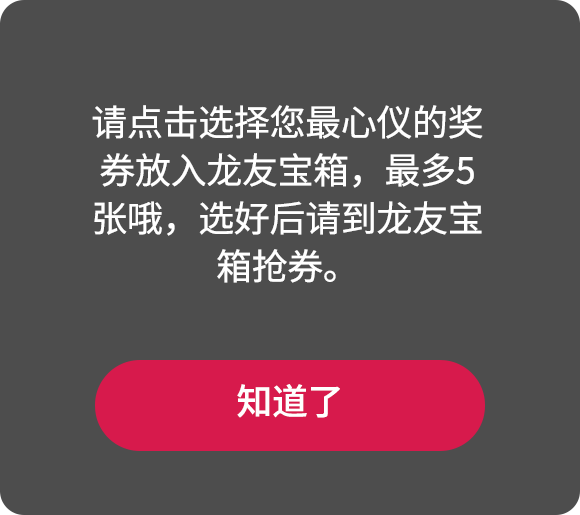 请点击选择您最心仪的奖
券放入龙友宝箱，最多5
张哦，选好后请到龙友宝
箱抢券。
知道了